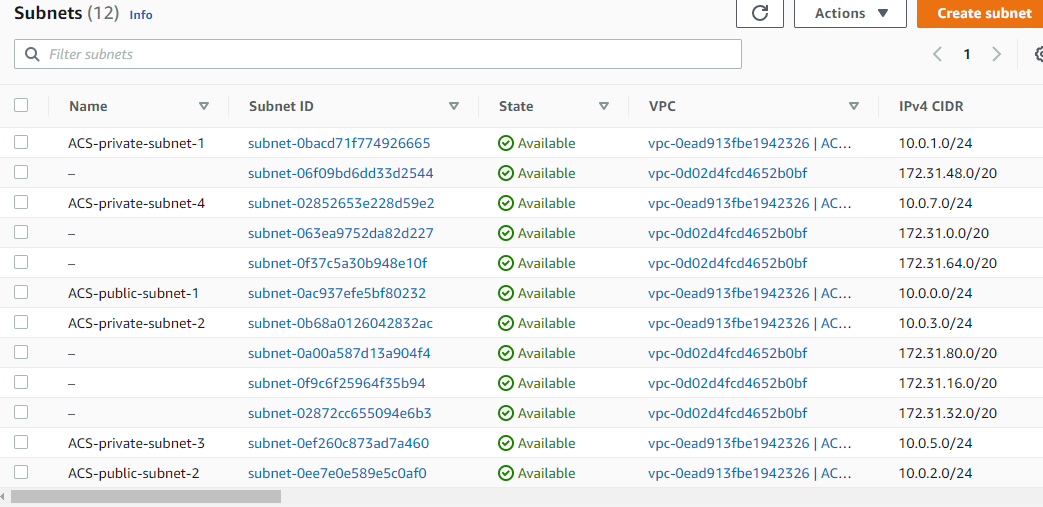 Subnets (12) Info
Actions
Create subnet
Filter subnets
1
Name Subnet ID State VPC IPv4 CIDR
ACS-private-subnet-1 subnet-0bacd71f774926665 Available vpc-0ead913fbe1942326 | AC... 10.0.1.0/24
– subnet-06f09bd6dd33d2544 Available vpc-0d02d4fcd4652b0bf 172.31.48.0/20
ACS-private-subnet-4 subnet-02852653e228d59e2 Available vpc-0ead913fbe1942326 | AC... 10.0.7.0/24
– subnet-063ea9752da82d227 Available vpc-0d02d4fcd4652b0bf 172.31.0.0/20
– subnet-0f37c5a30b948e10f Available vpc-0d02d4fcd4652b0bf 172.31.64.0/20
ACS-public-subnet-1 subnet-0ac937efe5bf80232 Available vpc-0ead913fbe1942326 | AC... 10.0.0.0/24
ACS-private-subnet-2 subnet-0b68a0126042832ac Available vpc-0ead913fbe1942326 | AC... 10.0.3.0/24
– subnet-0a00a587d13a904f4 Available vpc-0d02d4fcd4652b0bf 172.31.80.0/20
– subnet-0f9c6f25964f35b94 Available vpc-0d02d4fcd4652b0bf 172.31.16.0/20
– subnet-02872cc655094e6b3 Available vpc-0d02d4fcd4652b0bf 172.31.32.0/20
ACS-private-subnet-3 subnet-0ef260c873ad7a460 Available vpc-0ead913fbe1942326 | AC... 10.0.5.0/24
ACS-public-subnet-2 subnet-0ee7e0e589e5c0af0 Available vpc-0ead913fbe1942326 | AC... 10.0.2.0/24